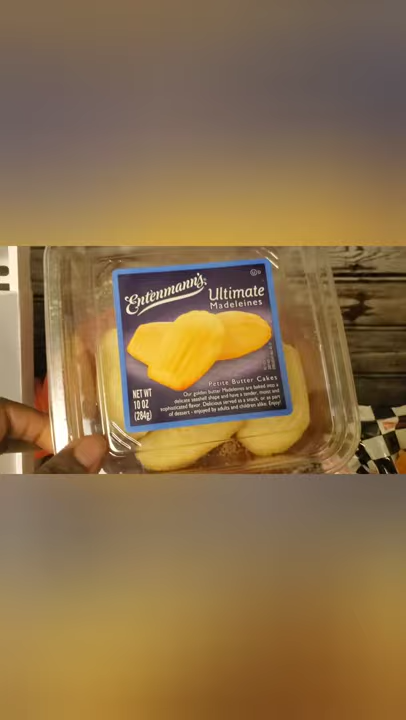 Entenmann's
Ultimate
Madeleines
Petite Butter Cakes
Our golden butter Madeleines are baked into a
delicate seashell shape and have a tender, moist and
sophisticated flavor. Delicious served as a snack, or as part
of dessert - enjoyed by adults and children alike. Enjoy!
NET WT
10 OZ
(284g)